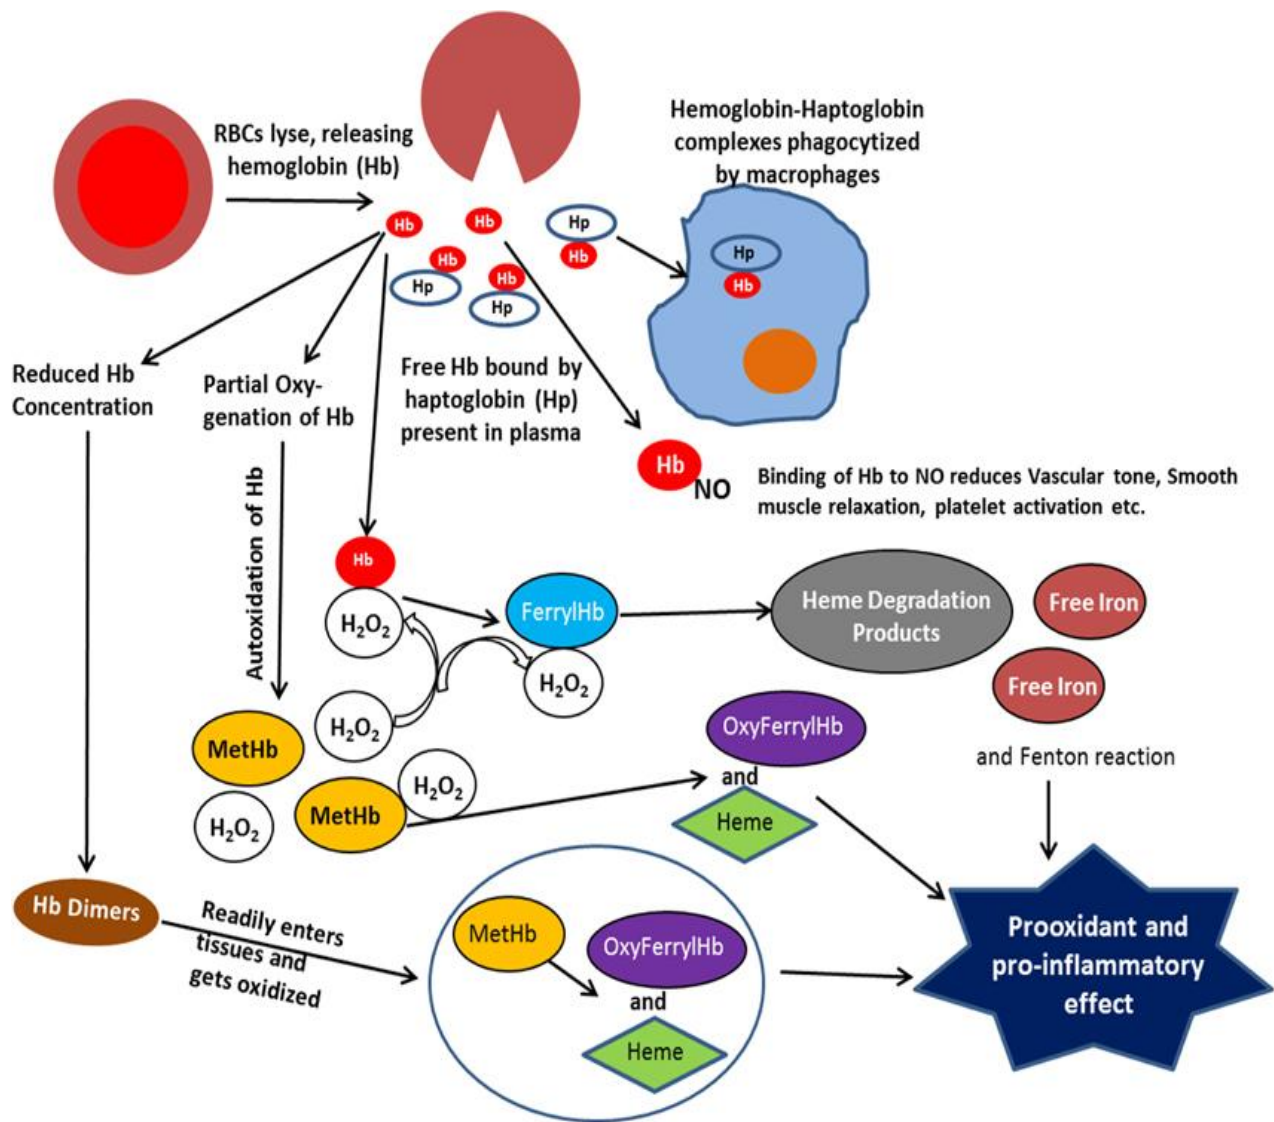 RBCs lyse, releasing
hemoglobin (Hb)
Hemoglobin-Haptoglobin
complexes phagocytized
by macrophages
Hb
Hb
Hp
Hb
Hb
Hp
Hb
Hp
Hp
Hb
Reduced Hb
Concentration
Partial Oxy-
genation of Hb
Free Hb bound by
haptoglobin (Hp)
present in plasma
Hb
NO
Binding of Hb to NO reduces Vascular tone, Smooth
muscle relaxation, platelet activation etc.
Autoxidation of Hb
Hb
H₂O₂
FerrylHb
H₂O₂
Heme Degradation
Products
Free Iron
Free Iron
and Fenton reaction
H₂O₂
MetHb
H₂O₂
MetHb
H₂O₂
OxyFerrylHb
and
Heme
Hb Dimers
Readily enters
tissues and
gets oxidized
MetHb
OxyFerrylHb
and
Heme
Prooxidant and
pro-inflammatory
effect